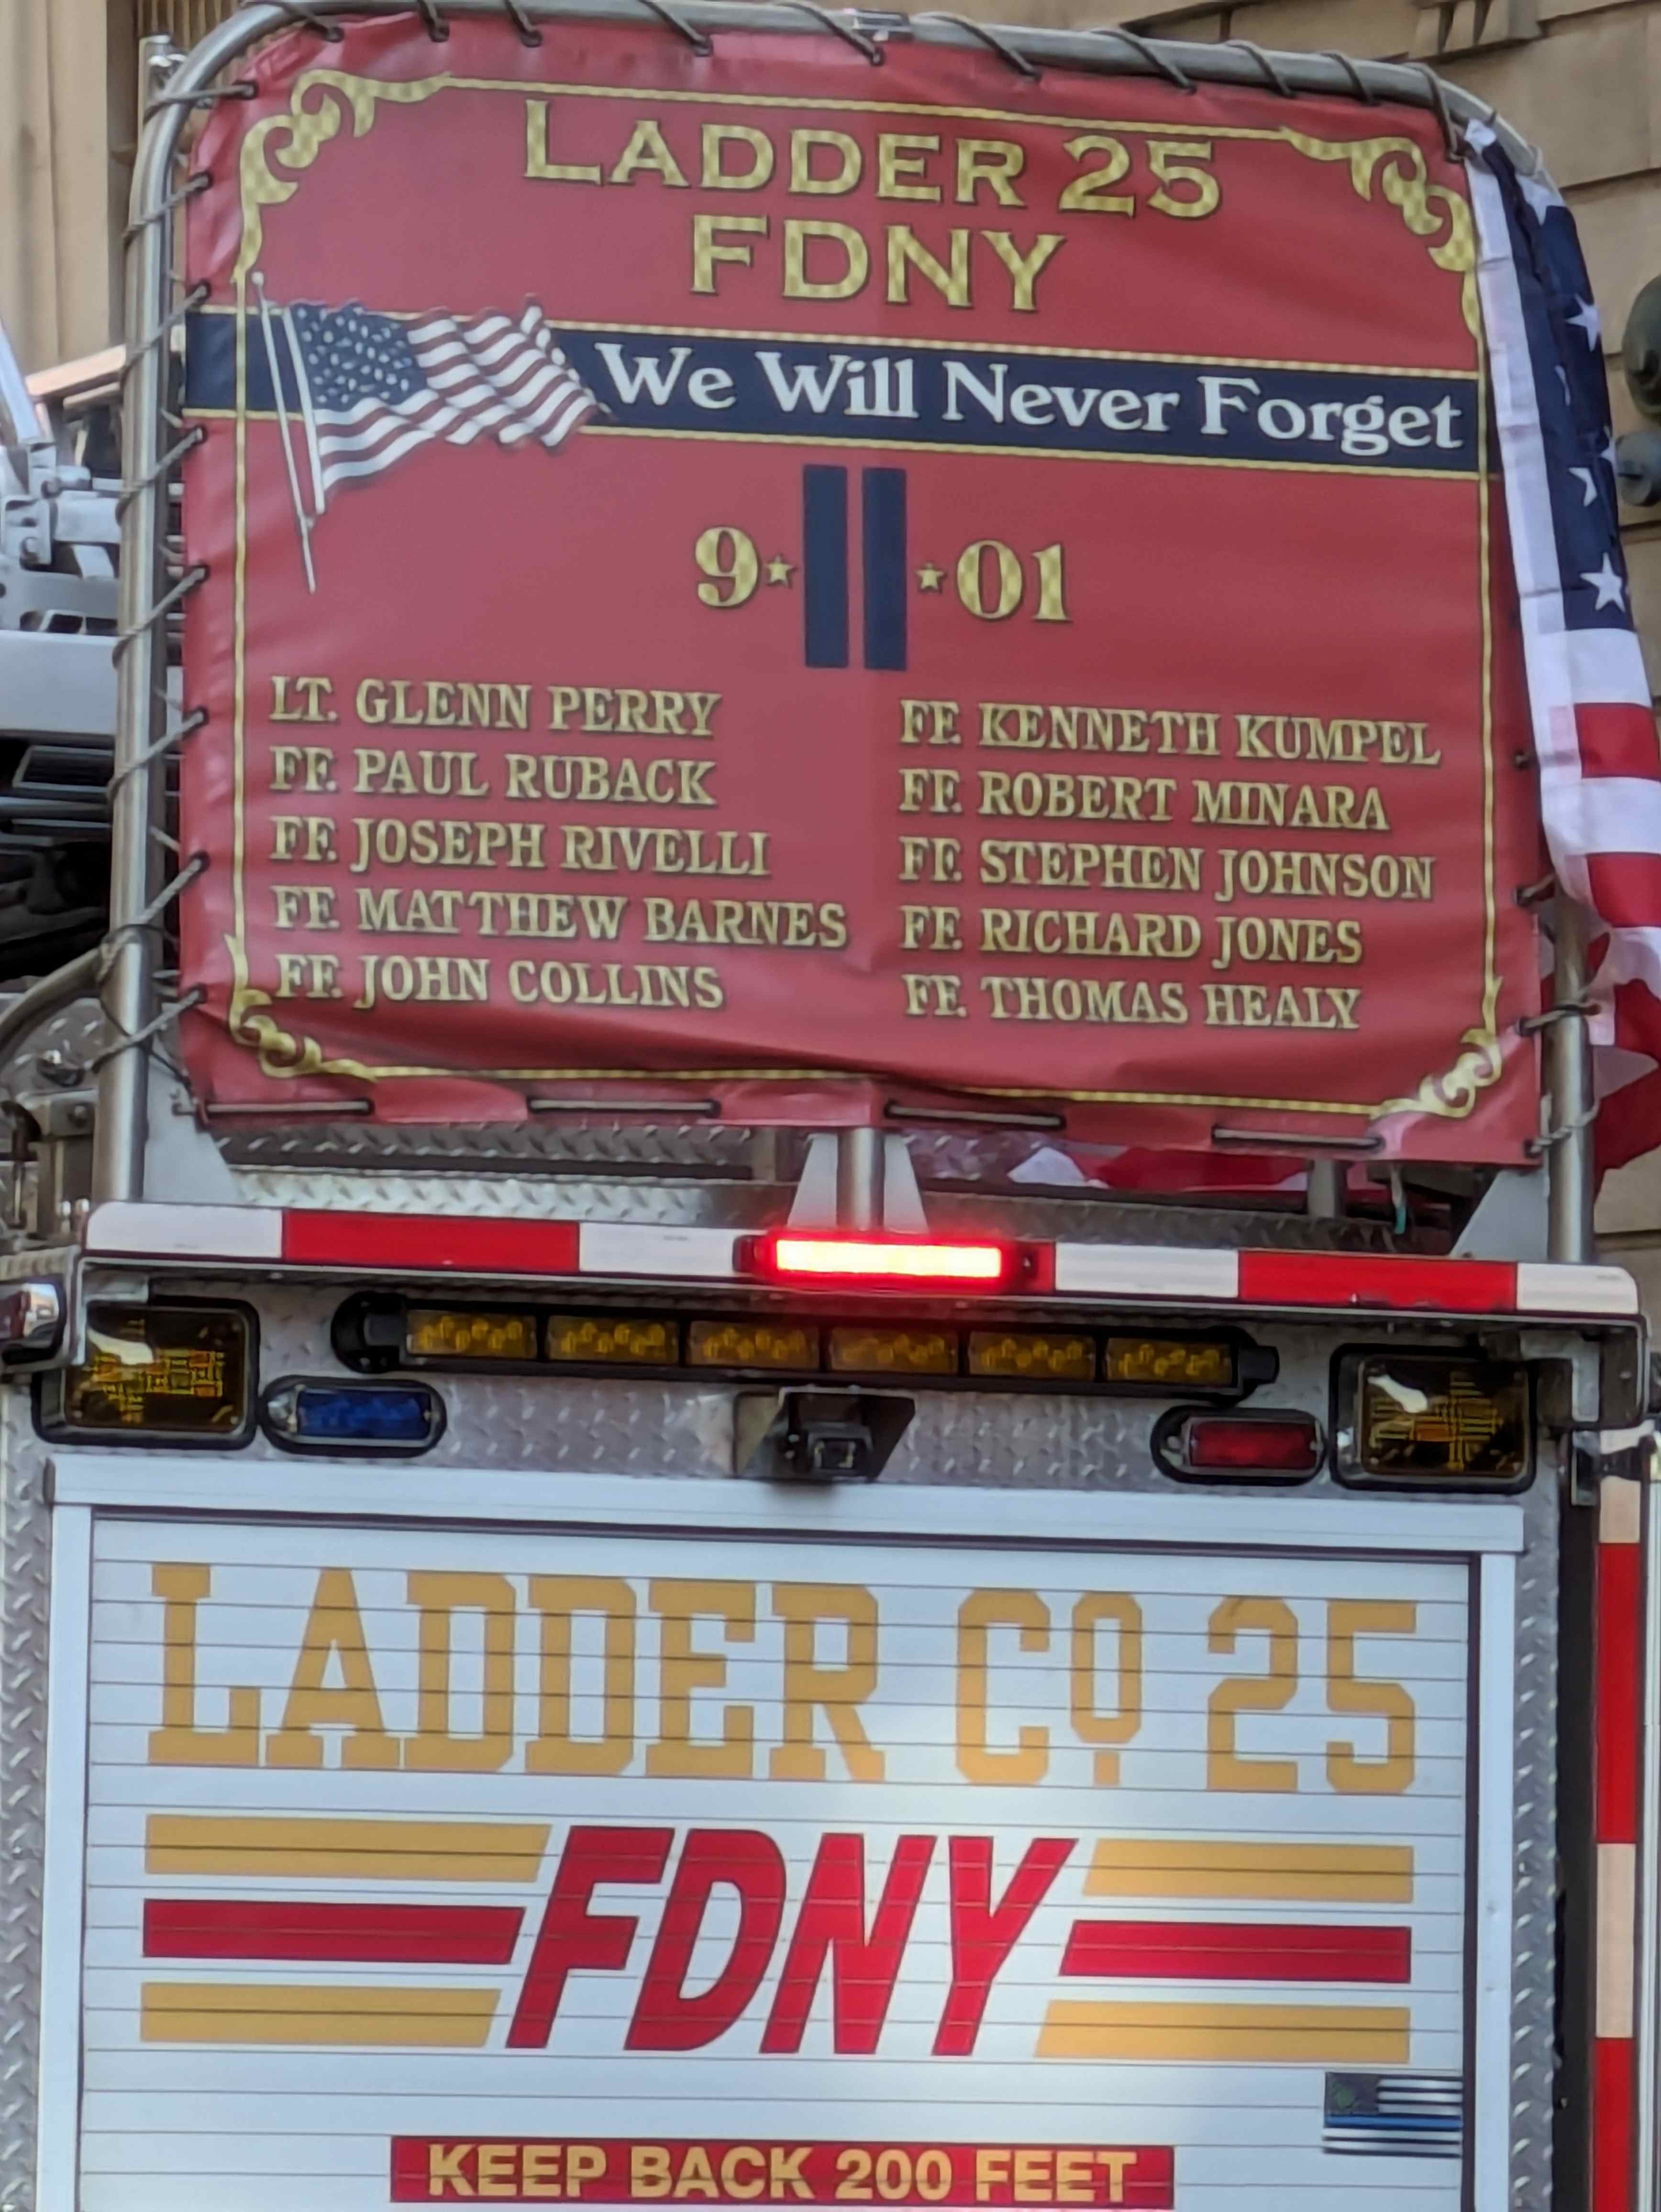 LADDER 25
FDNY
We Will Never Forget
9 11 01
LT. GLENN PERRY
FF. PAUL RUBACK
FF. JOSEPH RIVELLI
FF. MATTHEW BARNES
FF. JOHN COLLINS
FF. KENNETH KUMPEL
FF. ROBERT MINARA
FF. STEPHEN JOHNSON
FF. RICHARD JONES
FF. THOMAS HEALY
LADDER CO. 25
FDNY
KEEP BACK 200 FEET